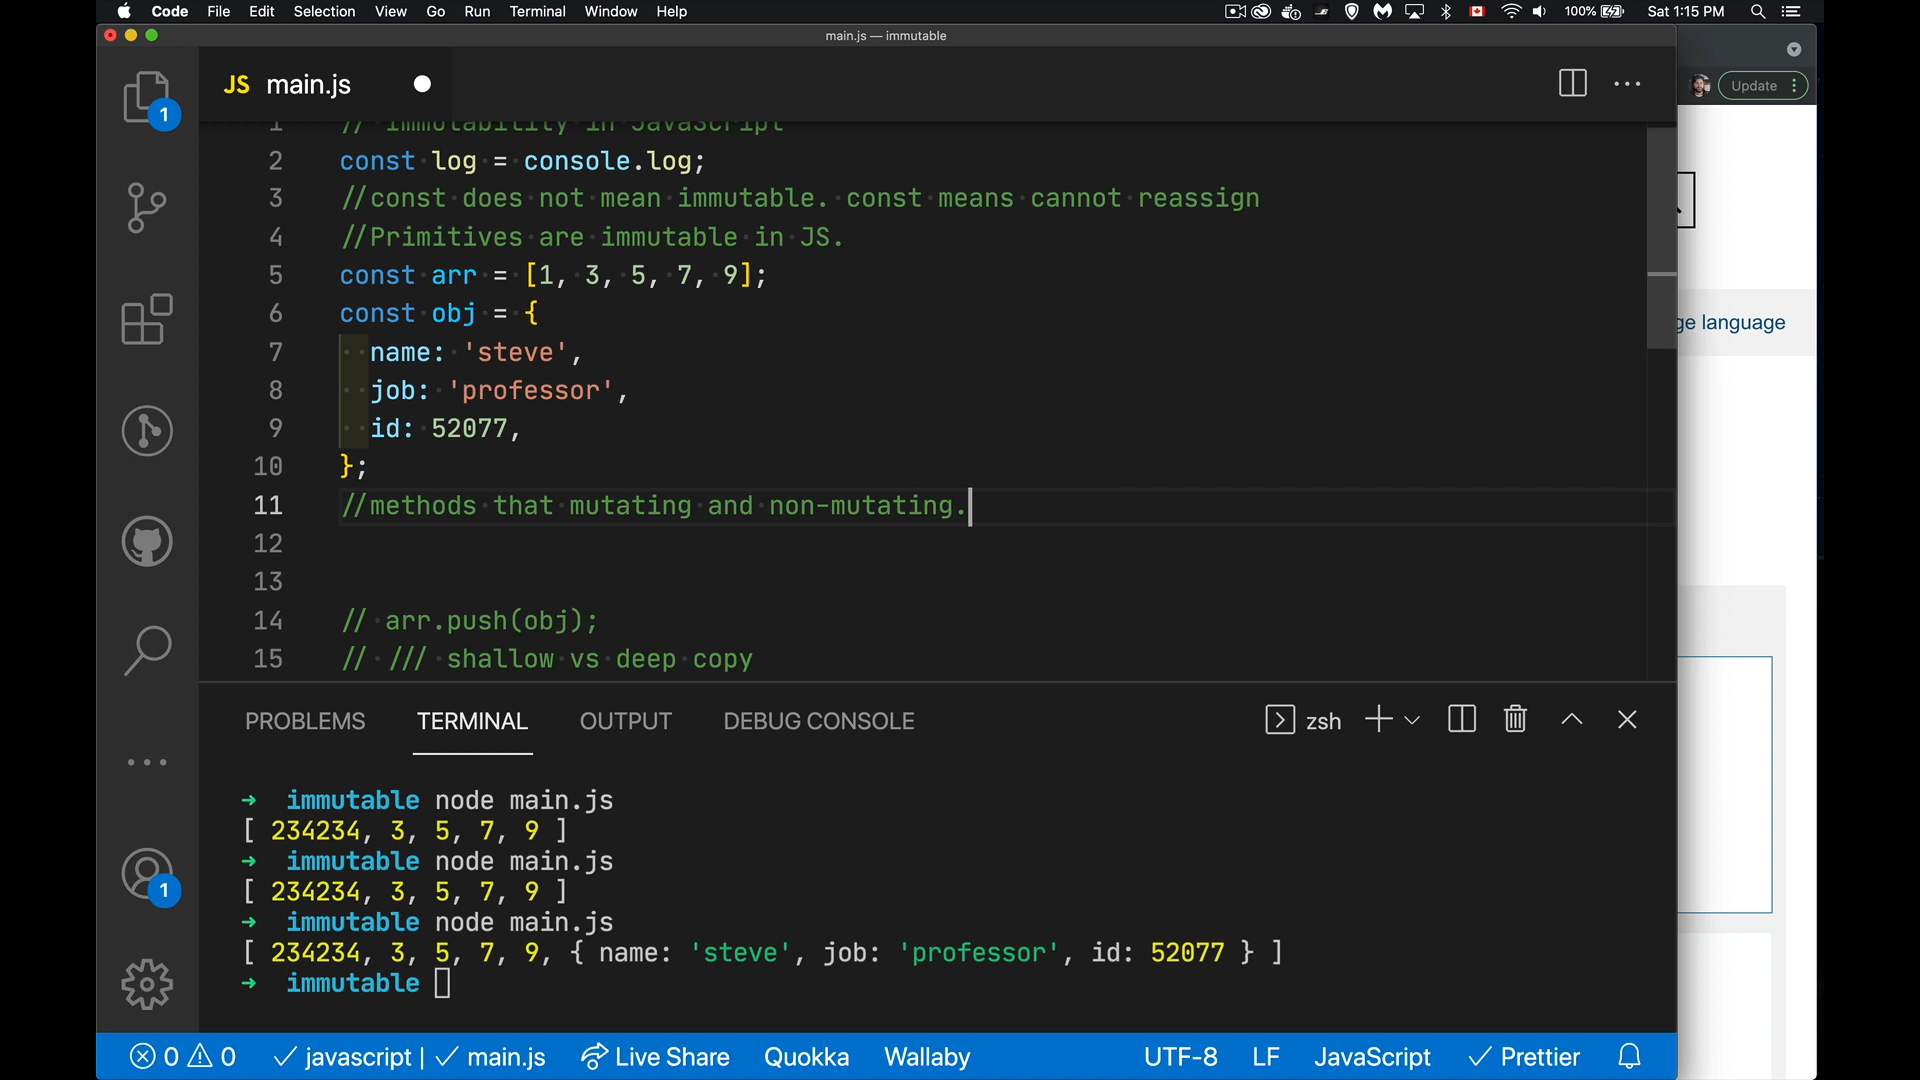 Code File Edit Selection View Go Run Terminal Window Help 100% Sat 1:15 PM
main.js — immutable
JS main.js
Update
1 // immutability in JavaScript
2 const log = console.log;
3 //const does not mean immutable. const means cannot reassign
4 //Primitives are immutable in JS.
5 const arr = [1, 3, 5, 7, 9];
6 const obj = {
7 name: 'steve',
8 job: 'professor',
9 id: 52077,
10 };
11 //methods that mutating and non-mutating.
12
13
14 // arr.push(obj);
15 // /// shallow vs deep copy
language
1
1
PROBLEMS TERMINAL OUTPUT DEBUG CONSOLE zsh
➜ immutable node main.js
[ 234234, 3, 5, 7, 9 ]
➜ immutable node main.js
[ 234234, 3, 5, 7, 9 ]
➜ immutable node main.js
[ 234234, 3, 5, 7, 9, { name: 'steve', job: 'professor', id: 52077 } ]
➜ immutable
0 0 javascript | main.js Live Share Quokka Wallaby UTF-8 LF JavaScript Prettier